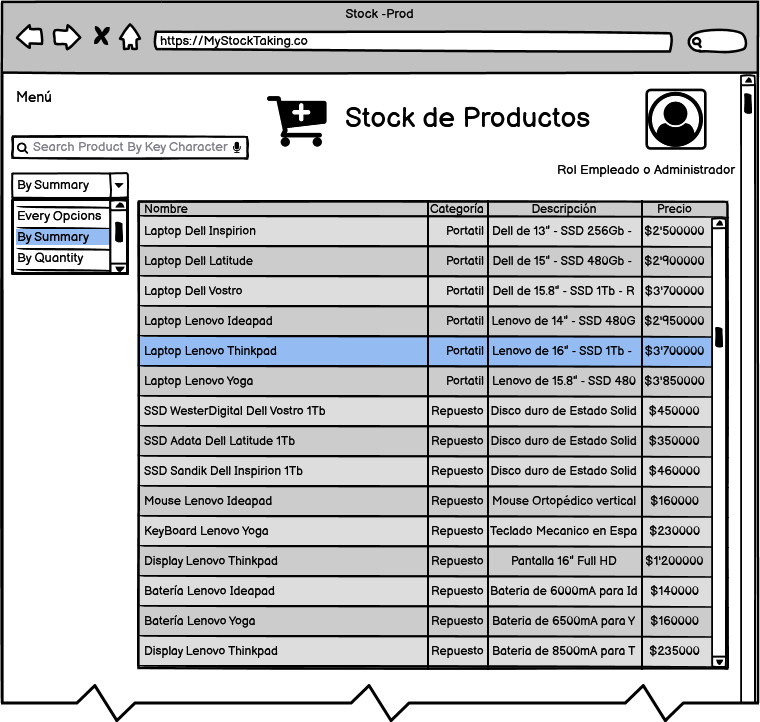 Stock -Prod
https://MyStockTaking.co
Menú
Stock de Productos
Search Product By Key Character
Rol Empleado o Administrador
By Summary
Every Opcions
By Summary
By Quantity
Nombre Categoría Descripción Precio
Laptop Dell Inspirion Portatil Dell de 13" - SSD 256Gb - $2'500000
Laptop Dell Latitude Portatil Dell de 15" - SSD 480Gb - $2'900000
Laptop Dell Vostro Portatil Dell de 15.8" - SSD 1Tb - R $3'700000
Laptop Lenovo Ideapad Portatil Lenovo de 14" - SSD 480G $2'950000
Laptop Lenovo Thinkpad Portatil Lenovo de 16" - SSD 1Tb - $3'700000
Laptop Lenovo Yoga Portatil Lenovo de 15.8" - SSD 480 $3'850000
SSD WesterDigital Dell Vostro 1Tb Repuesto Disco duro de Estado Solid $450000
SSD Adata Dell Latitude 1Tb Repuesto Disco duro de Estado Solid $350000
SSD Sandik Dell Inspirion 1Tb Repuesto Disco duro de Estado Solid $460000
Mouse Lenovo Ideapad Repuesto Mouse Ortopédico vertical $160000
KeyBoard Lenovo Yoga Repuesto Teclado Mecanico en Espa $230000
Display Lenovo Thinkpad Repuesto Pantalla 16" Full HD $1'200000
Batería Lenovo Ideapad Repuesto Bateria de 6000mA para Id $140000
Batería Lenovo Yoga Repuesto Bateria de 6500mA para Y $160000
Display Lenovo Thinkpad Repuesto Bateria de 8500mA para T $235000